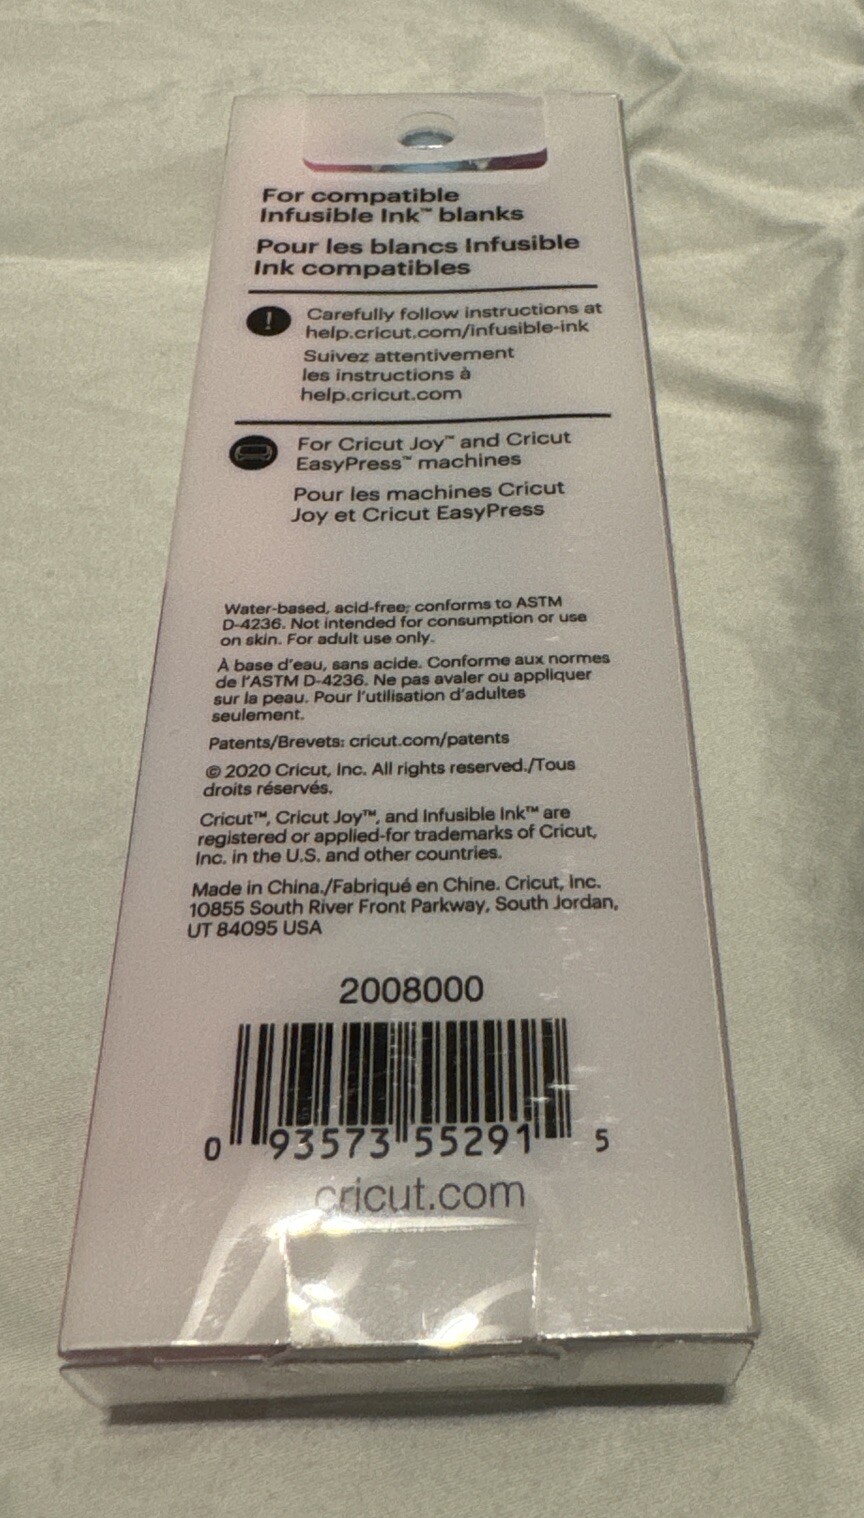 For compatible
Infusible Ink™ blanks
Pour les blancs Infusible
Ink compatibles
!
Carefully follow instructions at
help.cricut.com/infusible-ink
Suivez attentivement
les instructions à
help.cricut.com
For Cricut Joy™ and Cricut
EasyPress™ machines
Pour les machines Cricut
Joy et Cricut EasyPress
Water-based, acid-free; conforms to ASTM
D-4236. Not intended for consumption or use
on skin. For adult use only.
À base d'eau, sans acide. Conforme aux normes
de l'ASTM D-4236. Ne pas avaler ou appliquer
sur la peau. Pour l'utilisation d'adultes
seulement.
Patents/Brevets: cricut.com/patents
© 2020 Cricut, Inc. All rights reserved./Tous
droits réservés.
Cricut™, Cricut Joy™, and Infusible Ink™ are
registered or applied-for trademarks of Cricut,
Inc. in the U.S. and other countries.
Made in China./Fabriqué en Chine. Cricut, Inc.
10855 South River Front Parkway, South Jordan,
UT 84095 USA
2008000
0 93573 55291 5
cricut.com